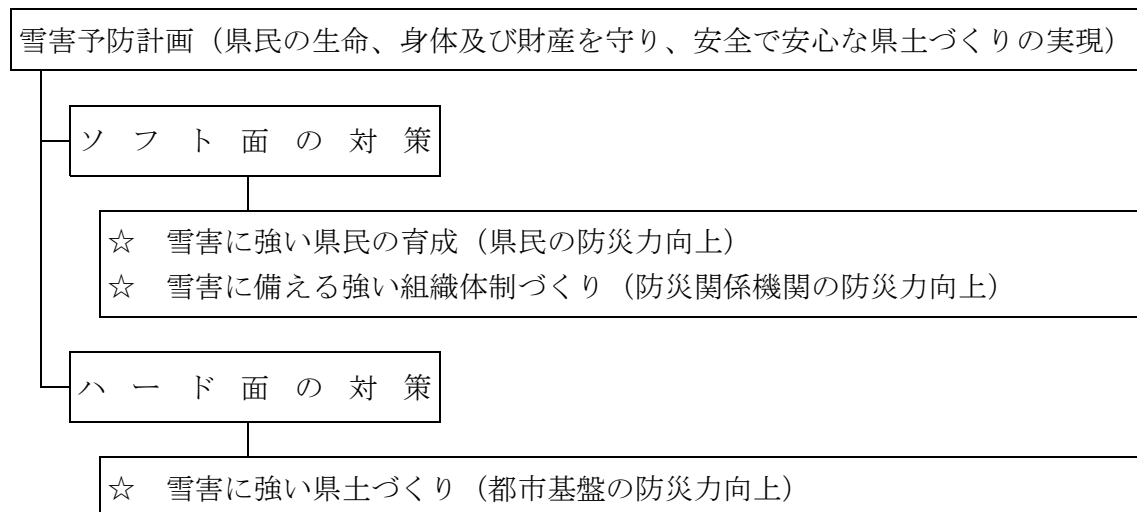 雪害予防計画（県民の生命、身体及び財産を守り、安全で安心な県土づくりの実現）
ソフト面の対策
☆　雪害に強い県民の育成（県民の防災力向上）
☆　雪害に備える強い組織体制づくり（防災関係機関の防災力向上）
ハード面の対策
☆　雪害に強い県土づくり（都市基盤の防災力向上）